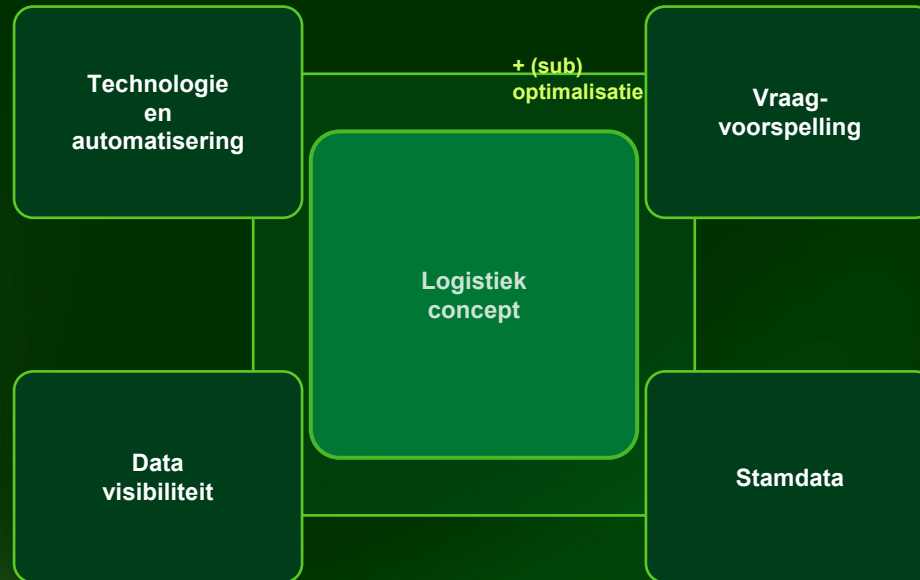 Technologie
en
automatisering
+ (sub)
optimalisatie
Vraag-
voorspelling
Logistiek
concept
Data
visibiliteit
Stamdata